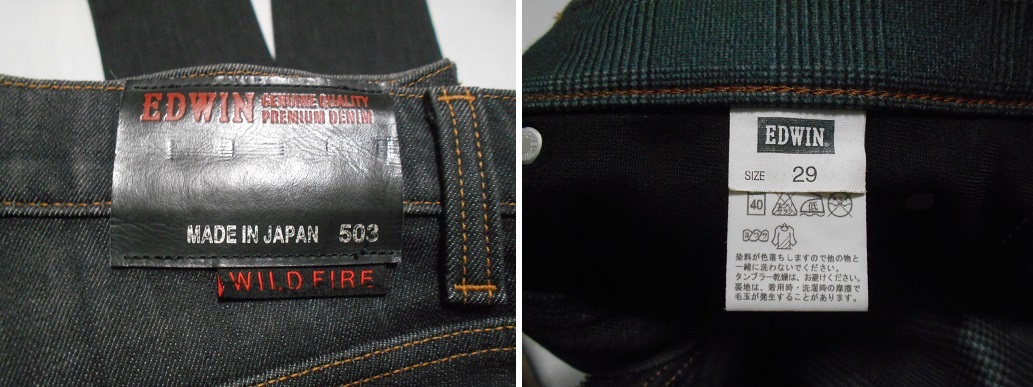 EDWIN GENUINE QUALITY
PREMIUM DENIM
MADE IN JAPAN 503
WILD FIRE
EDWIN
SIZE 29
40 低
染料が色落ちしますので他の物と
一緒に洗わないでください。
タンブラー乾燥は、お避けください。
裏地は、着用時・洗濯時の摩擦で
毛玉が発生することがあります。